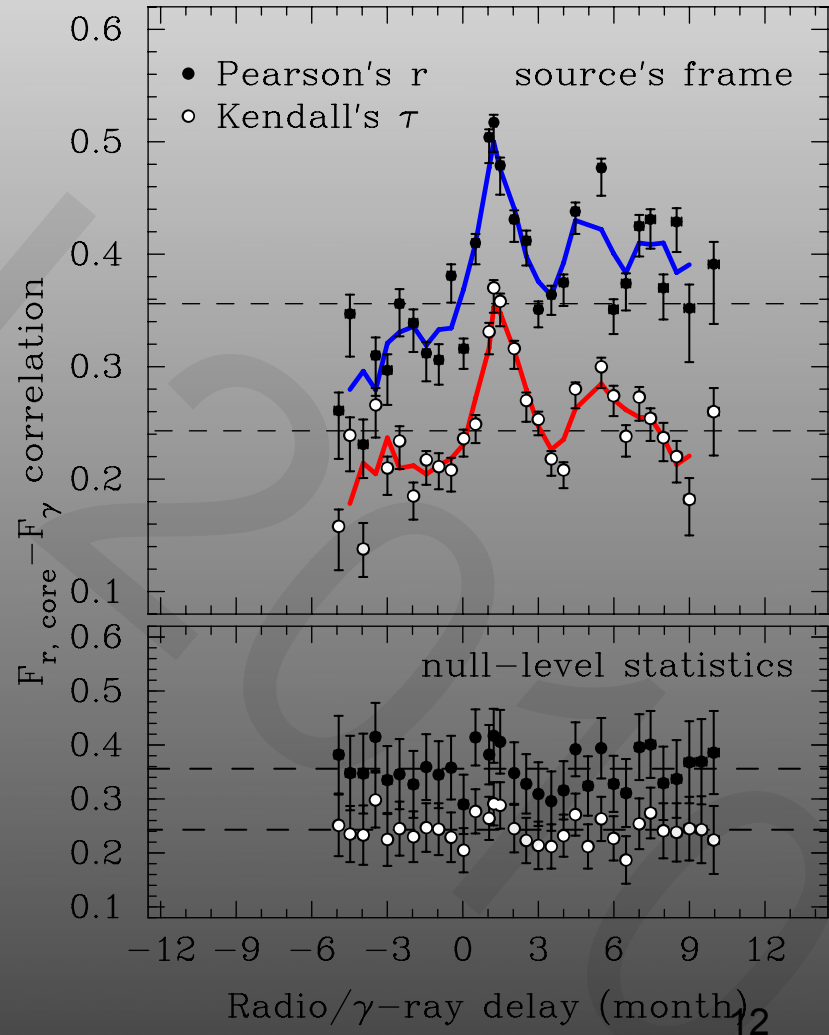 0.6
Pearson's r source's frame
Kendall's τ
0.5
0.4
0.3
0.2
0.1
F_r, core−F_γ correlation
0.6
null−level statistics
0.5
0.4
0.3
0.2
0.1
−12 −9 −6 −3 0 3 6 9 12
Radio/γ−ray delay (month)
12